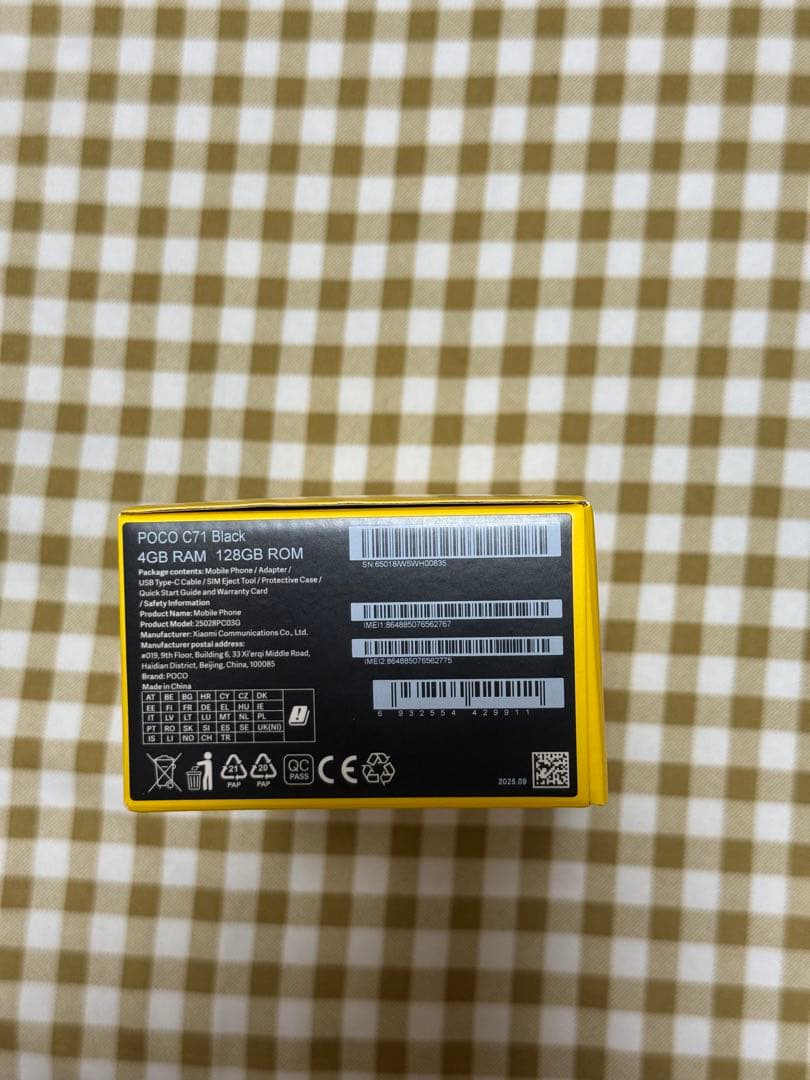 POCO C71 Black
4GB RAM 128GB ROM
Package contents: Mobile Phone / Adapter /
USB Type-C Cable / SIM Eject Tool / Protective Case /
Quick Start Guide and Warranty Card
/ Safety Information
Product Name: Mobile Phone
Product Model: 25028PC03G
Manufacturer: Xiaomi Communications Co., Ltd.
Manufacturer postal address:
#019, 9th Floor, Building 6, 33 Xi'erqi Middle Road,
Haidian District, Beijing, China, 100085
Brand: POCO
Made in China
AT BE BG HR CY CZ DK
EE FI FR DE EL HU IE
IT LV LT LU MT NL PL
PT RO SK SI ES SE UK(NI)
IS LI NO CH TR
21 PAP
20 PAP
QC PASS
CE
SN:65018/W5WH00835
IMEI1:864885076562767
IMEI2:864885076562775
6 932554 429911
2025.09